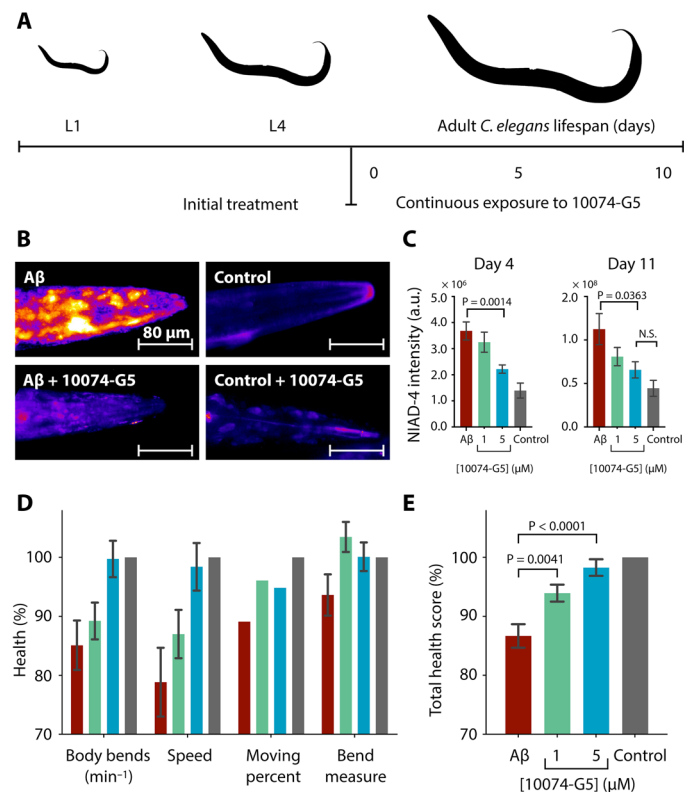 A
L1
L4
Adult C. elegans lifespan (days)
0
5
10
Initial treatment
Continuous exposure to 10074-G5
B
Aβ
80 μm
Control
Aβ + 10074-G5
Control + 10074-G5
C
Day 4
Day 11
× 10⁶
× 10⁸
NIAD-4 intensity (a.u.)
5.0
4.0
3.0
2.0
1.0
0
P = 0.0014
Aβ
1
5
Control
[10074-G5] (μM)
2.0
1.0
0.5
0
P = 0.0363
N.S.
Aβ
1
5
Control
[10074-G5] (μM)
D
Health (%)
100
90
80
70
Body bends
(min⁻¹)
Speed
Moving
percent
Bend
measure
E
Total health score (%)
100
90
80
70
P < 0.0001
P = 0.0041
Aβ
1
5
Control
[10074-G5] (μM)